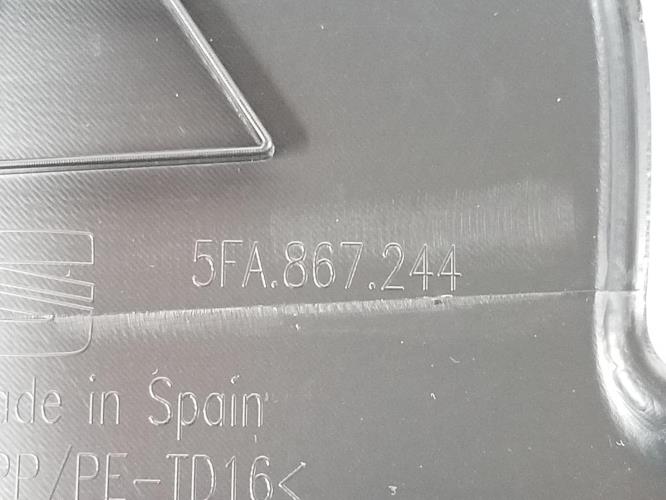 5FA.867.244
ade in Spain
PP/PE-TD16<